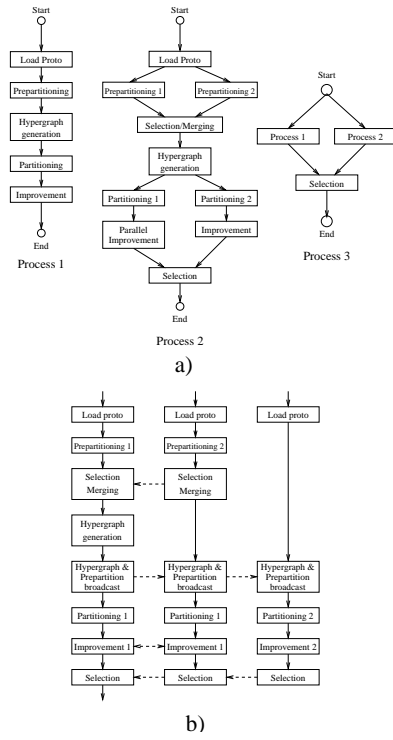 Start
Load Proto
Prepartitioning
Hypergraph
generation
Partitioning
Improvement
End
Process 1
Start
Load Proto
Prepartitioning 1
Prepartitioning 2
Selection/Merging
Hypergraph
generation
Partitioning 1
Partitioning 2
Parallel
Improvement
Improvement
Selection
End
Process 2
Start
Process 1
Process 2
Selection
End
Process 3
a)
Load proto
Load proto
Load proto
Prepartitioning 1
Prepartitioning 2
Selection
Merging
Selection
Merging
Hypergraph
generation
Hypergraph &
Prepartition
broadcast
Hypergraph &
Prepartition
broadcast
Hypergraph &
Prepartition
broadcast
Partitioning 1
Partitioning 1
Partitioning 2
Improvement 1
Improvement 1
Improvement 2
Selection
Selection
Selection
b)